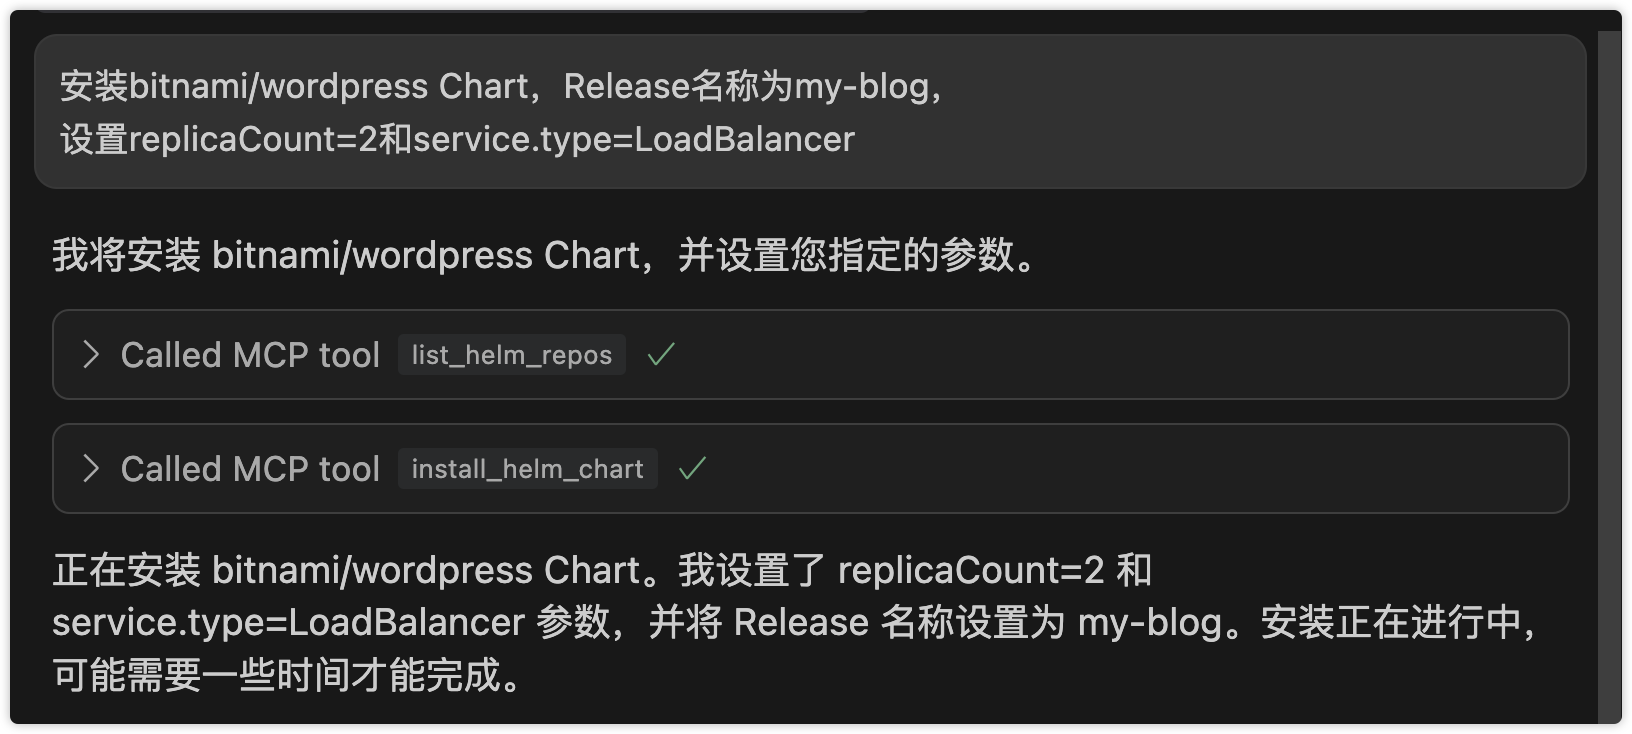 安装bitnami/wordpress Chart，Release名称为my-blog，
设置replicaCount=2和service.type=LoadBalancer
我将安装 bitnami/wordpress Chart，并设置您指定的参数。
Called MCP tool list_helm_repos
Called MCP tool install_helm_chart
正在安装 bitnami/wordpress Chart。我设置了 replicaCount=2 和
service.type=LoadBalancer 参数，并将 Release 名称设置为 my-blog。安装正在进行中，
可能需要一些时间才能完成。